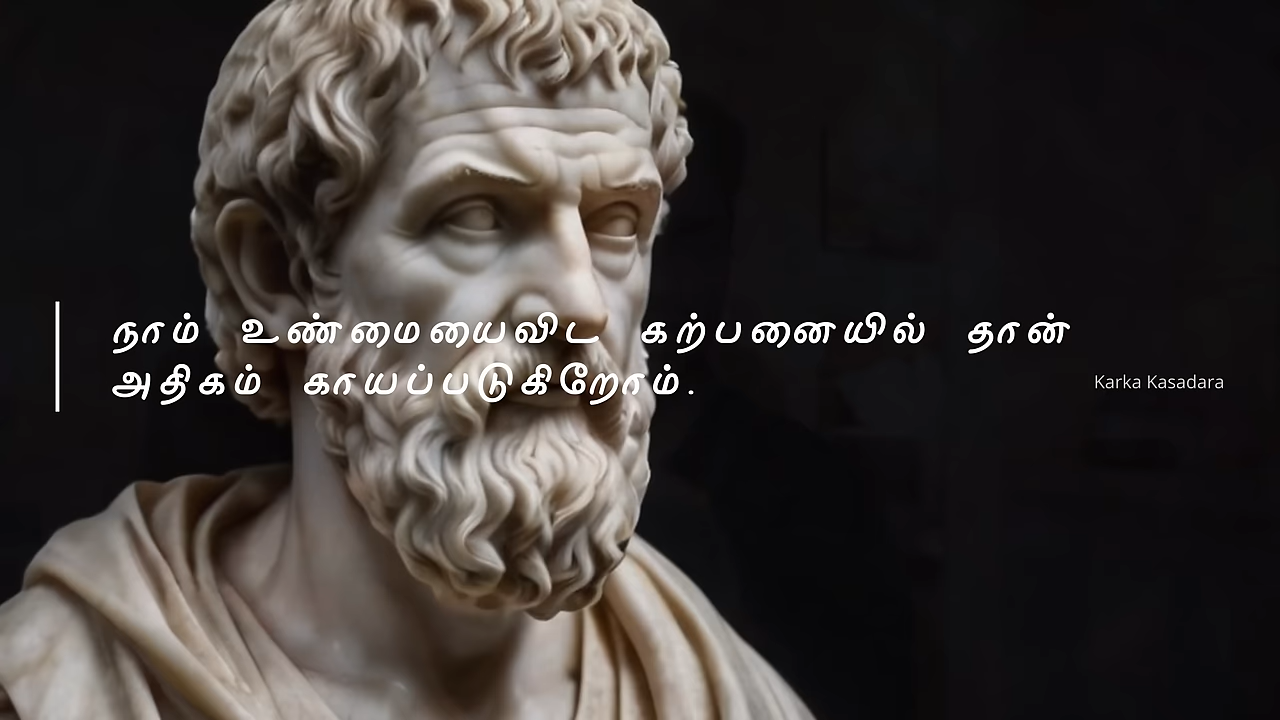 நாம் உண்மையைவிட கற்பனையில் தான்
அதிகம் காயப்படுகிறோம்.
Karka Kasadara